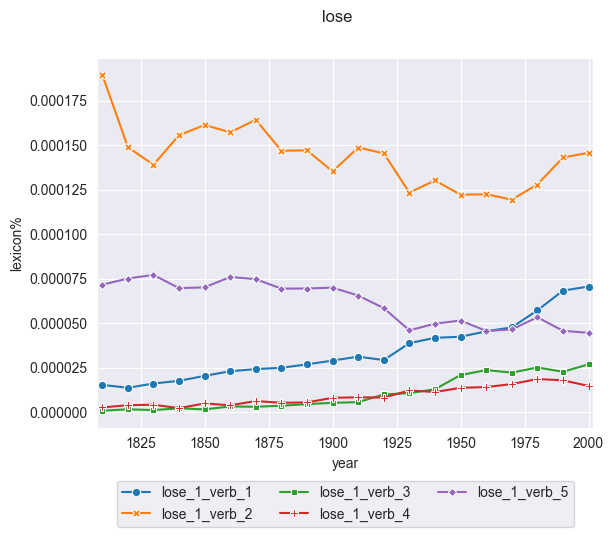 lose
0.000175
0.000150
0.000125
0.000100
0.000075
0.000050
0.000025
0.000000
lexicon%
1825 1850 1875 1900 1925 1950 1975 2000
year
lose_1_verb_1 lose_1_verb_3 lose_1_verb_5
lose_1_verb_2 lose_1_verb_4